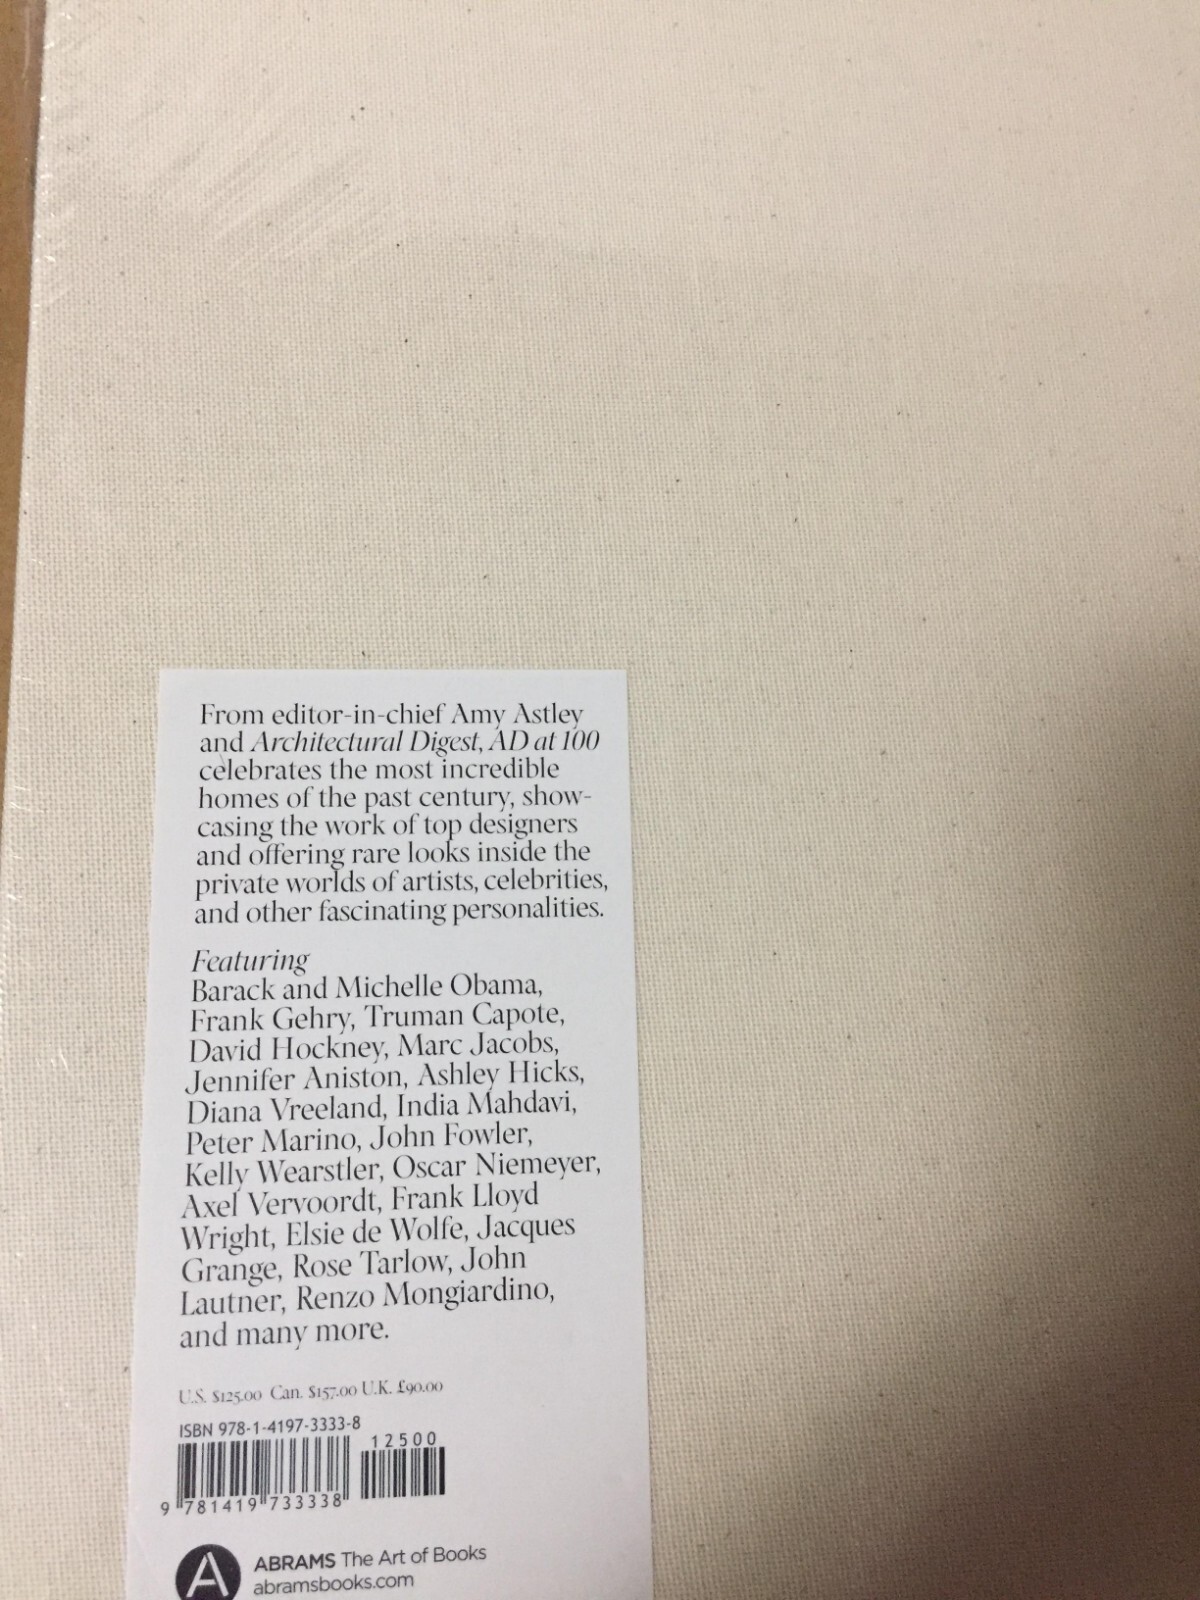 From editor-in-chief Amy Astley
and Architectural Digest, AD at 100
celebrates the most incredible
homes of the past century, show-
casing the work of top designers
and offering rare looks inside the
private worlds of artists, celebrities,
and other fascinating personalities.
Featuring
Barack and Michelle Obama,
Frank Gehry, Truman Capote,
David Hockney, Marc Jacobs,
Jennifer Aniston, Ashley Hicks,
Diana Vreeland, India Mahdavi,
Peter Marino, John Fowler,
Kelly Wearstler, Oscar Niemeyer,
Axel Vervoordt, Frank Lloyd
Wright, Elsie de Wolfe, Jacques
Grange, Rose Tarlow, John
Lautner, Renzo Mongiardino,
and many more.
U.S. $125.00 Can. $157.00 U.K. £90.00
ISBN 978-1-4197-3333-8
12500
9 781419 733338
A
ABRAMS The Art of Books
abramsbooks.com